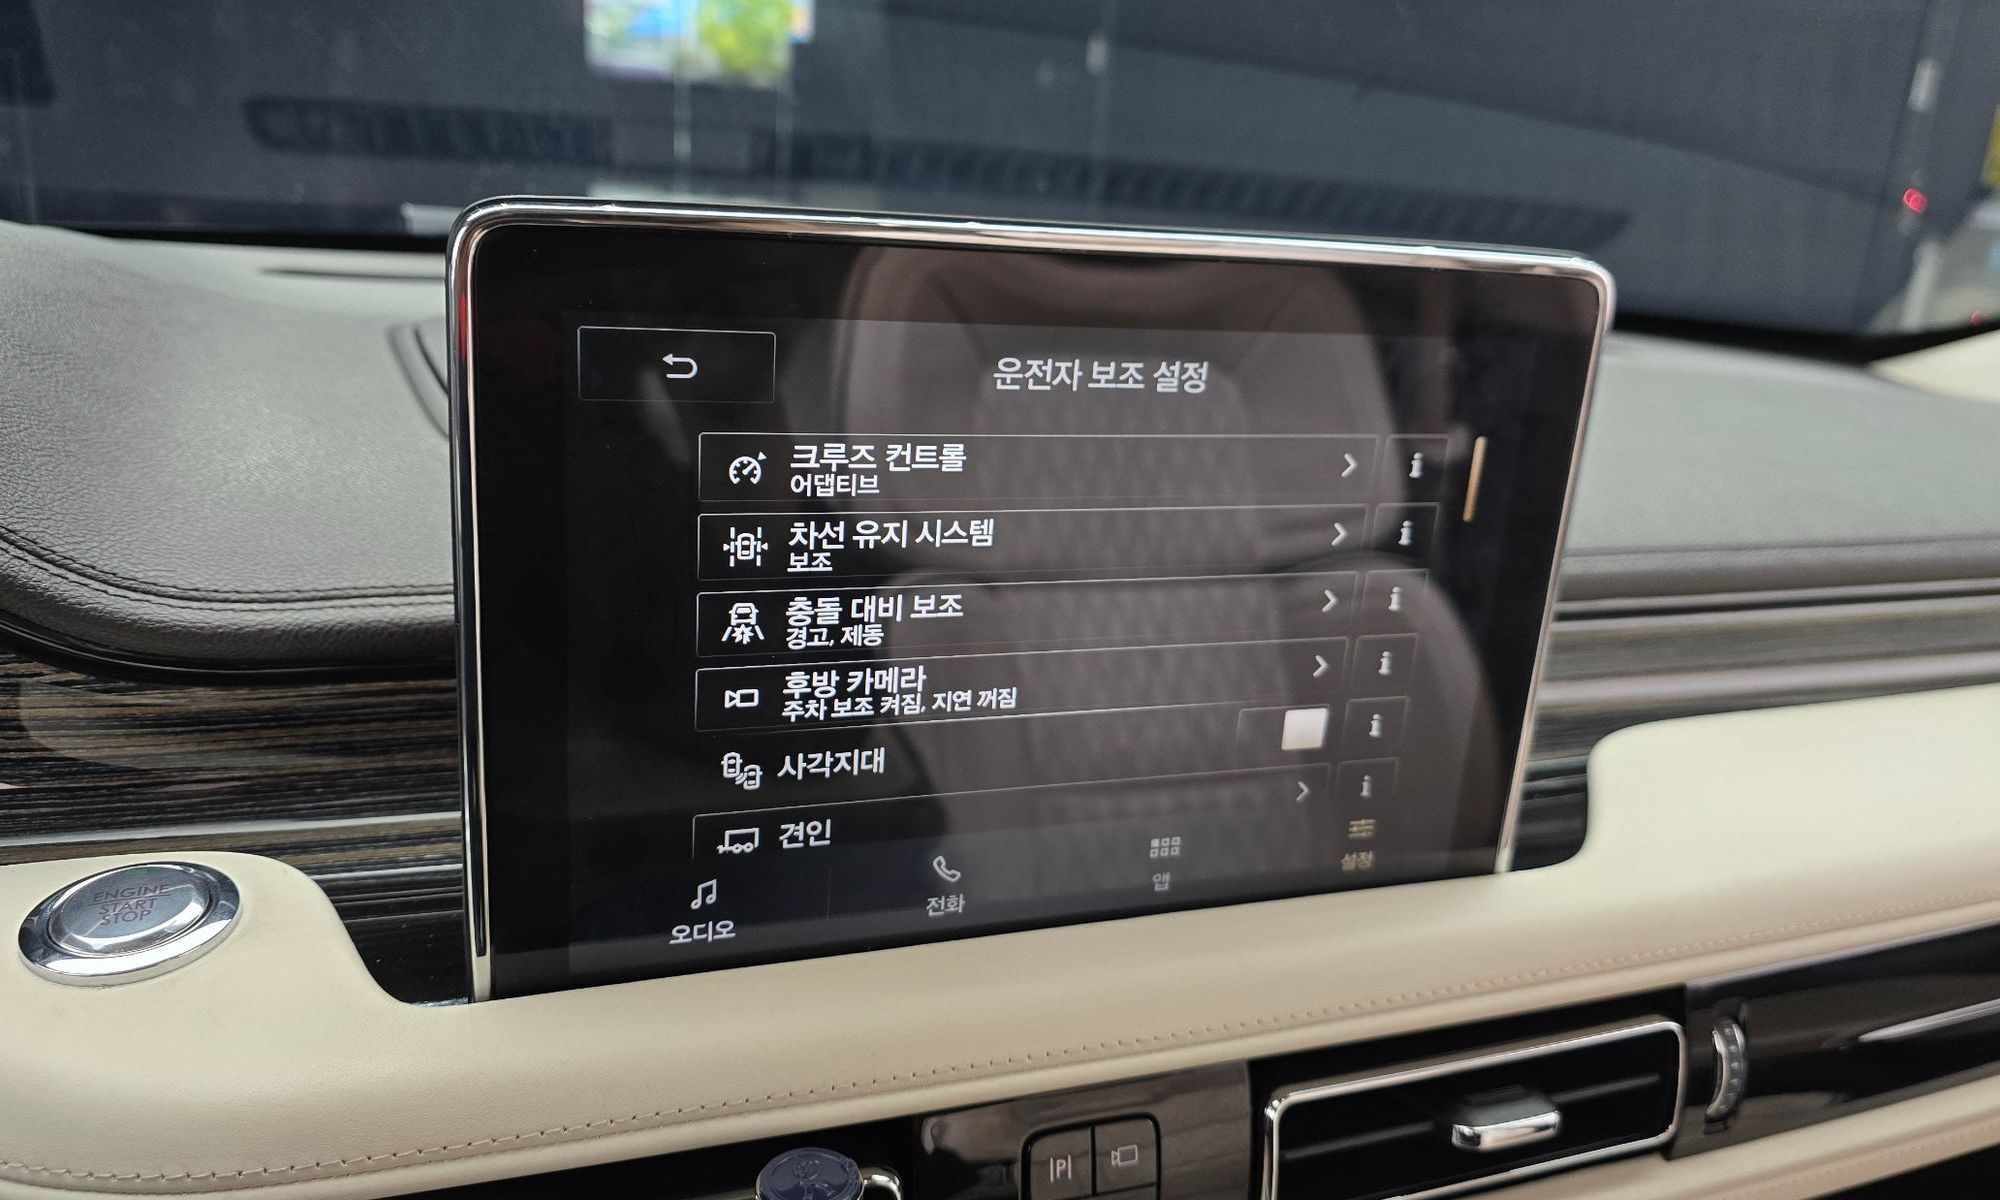 운전자 보조 설정
크루즈 컨트롤
어댑티브
i
차선 유지 시스템
보조
i
충돌 대비 보조
경고, 제동
i
후방 카메라
주차 보조 켜짐, 지연 꺼짐
i
사각지대
i
견인
i
오디오
전화
앱
설정
ENGINE
START
STOP
P